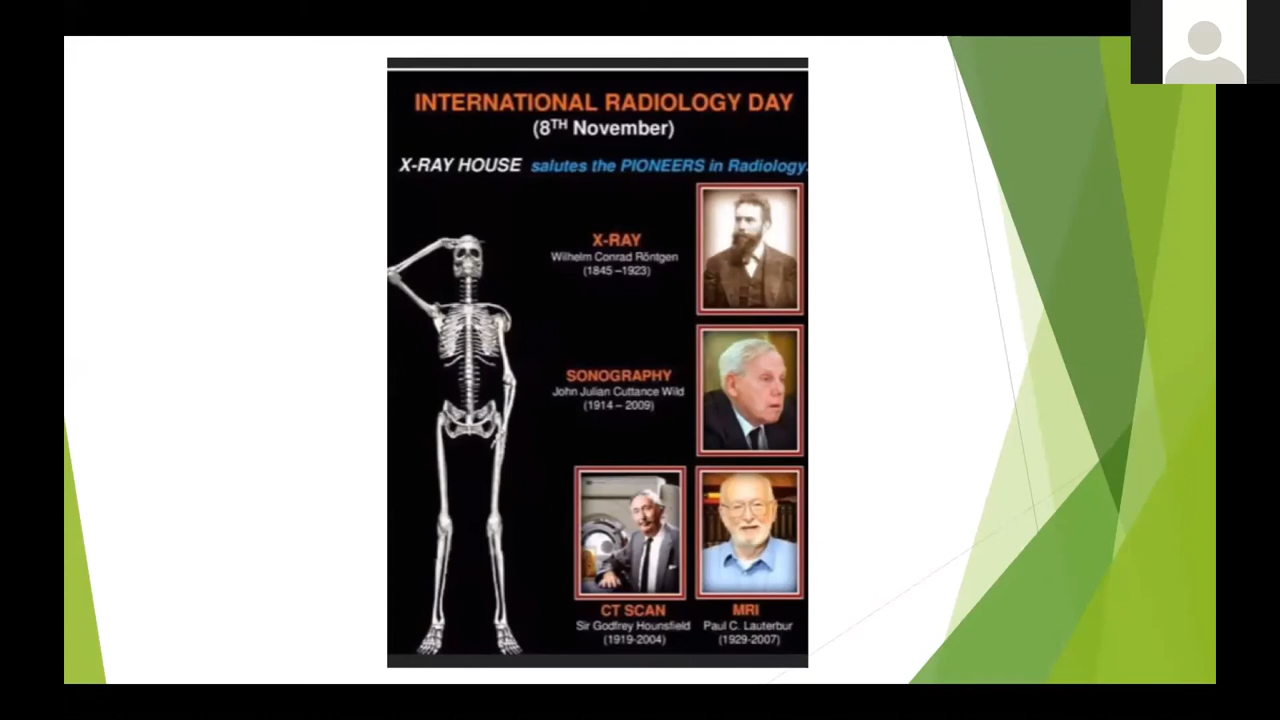 INTERNATIONAL RADIOLOGY DAY
(8TH November)
X-RAY HOUSE salutes the PIONEERS in Radiology.
X-RAY
Wilhelm Conrad Röntgen
(1845 –1923)
SONOGRAPHY
John Julian Cuttance Wild
(1914 – 2009)
CT SCAN
Sir Godfrey Hounsfield
(1919-2004)
MRI
Paul C. Lauterbur
(1929-2007)